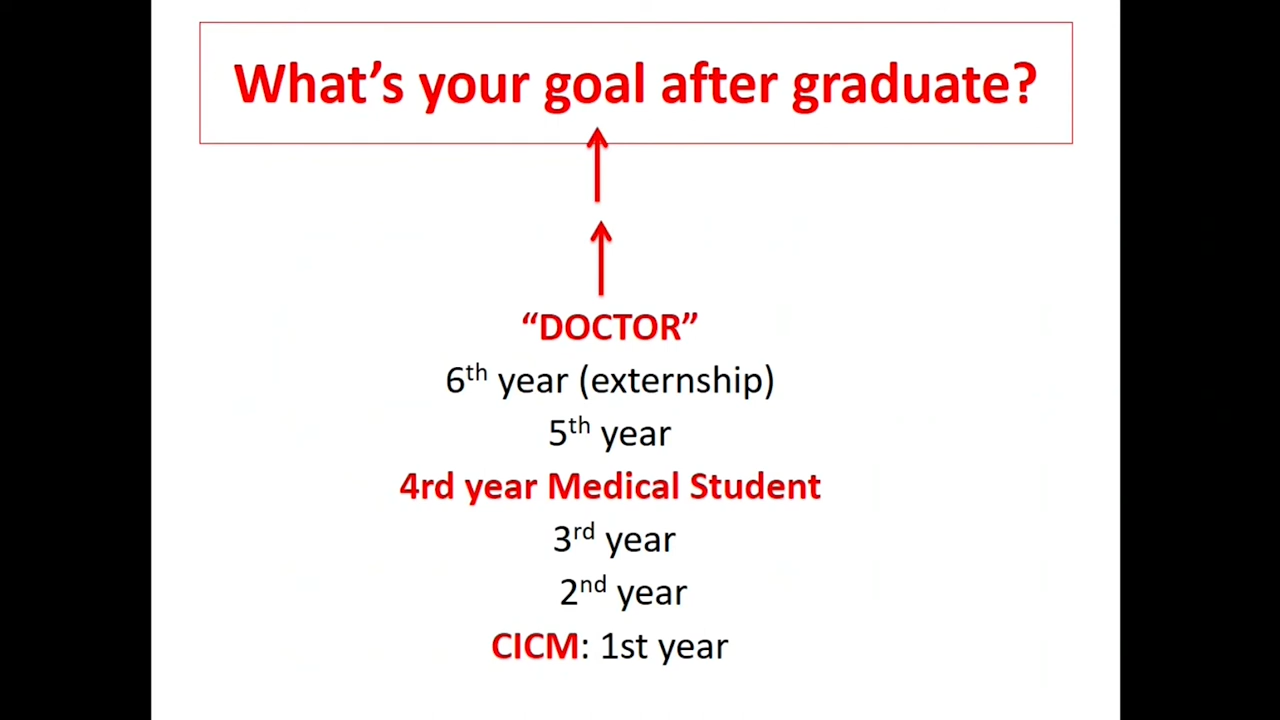 What's your goal after graduate?
“DOCTOR”
6th year (externship)
5th year
4rd year Medical Student
3rd year
2nd year
CICM: 1st year